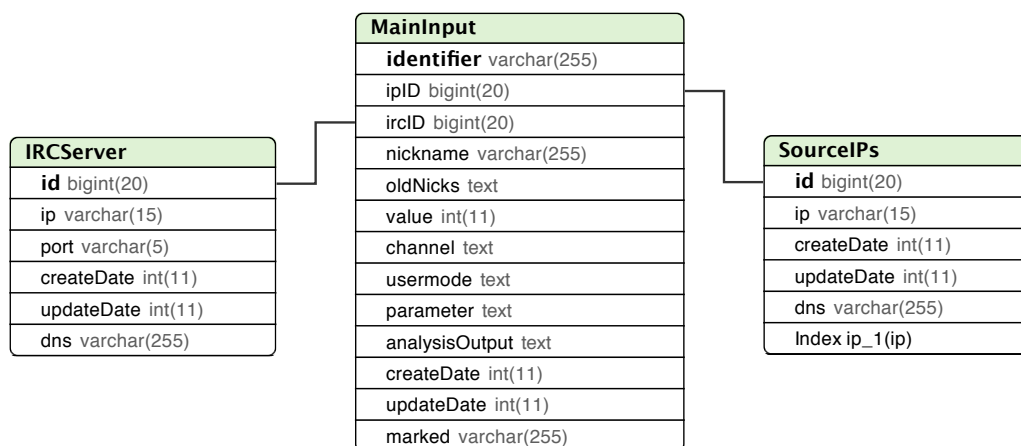 MainInput
identifier varchar(255)
ipID bigint(20)
ircID bigint(20)
nickname varchar(255)
oldNicks text
value int(11)
channel text
usermode text
parameter text
analysisOutput text
createDate int(11)
updateDate int(11)
marked varchar(255)
IRCServer
id bigint(20)
ip varchar(15)
port varchar(5)
createDate int(11)
updateDate int(11)
dns varchar(255)
SourceIPs
id bigint(20)
ip varchar(15)
createDate int(11)
updateDate int(11)
dns varchar(255)
Index ip_1(ip)